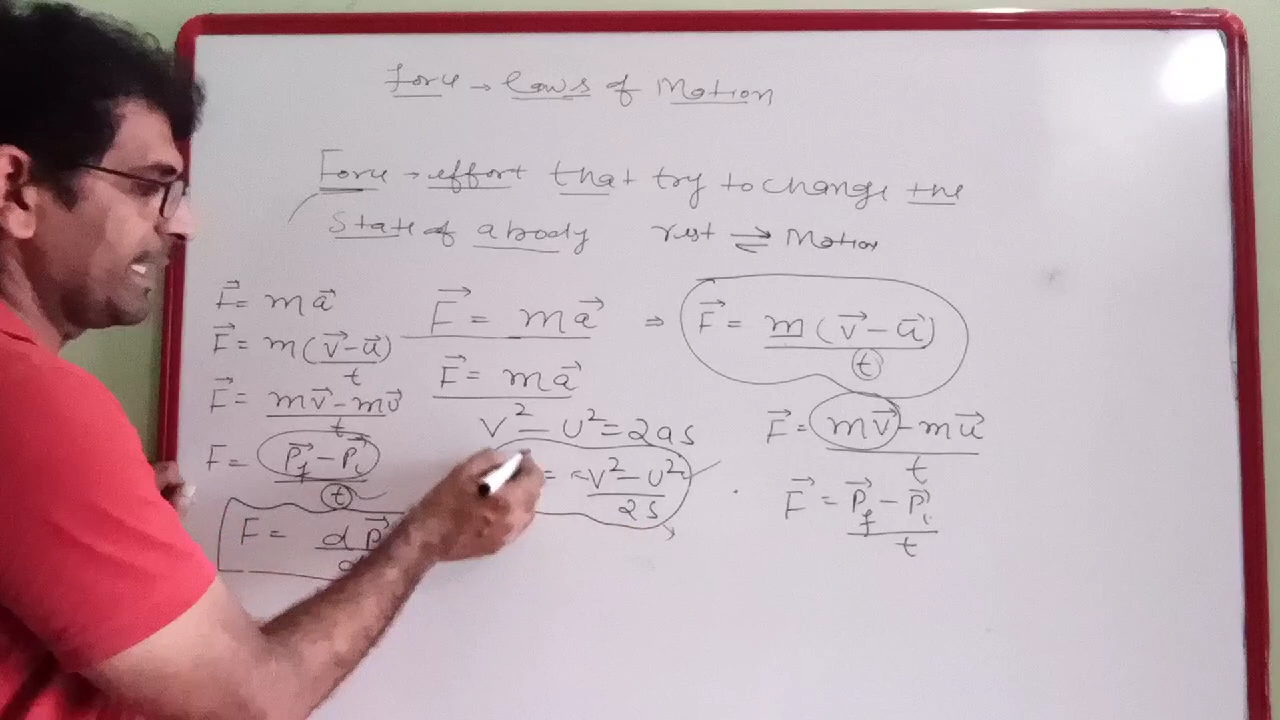 Force → laws of Motion
Force → effort that try to change the
State of a body rest ⇌ Motion
F⃗ = ma⃗
F⃗ = m(v⃗-u⃗)/t
F⃗ = mv⃗-mu⃗/t
F = P⃗f - P⃗i/t
F = dP⃗
F⃗ = ma⃗
F⃗ = ma⃗
V² - U² = 2as
= V² - U²/2S
⇒ F⃗ = m(v⃗-u⃗)/t
F⃗ = mv⃗-mu⃗/t
F⃗ = P⃗f - P⃗i/t